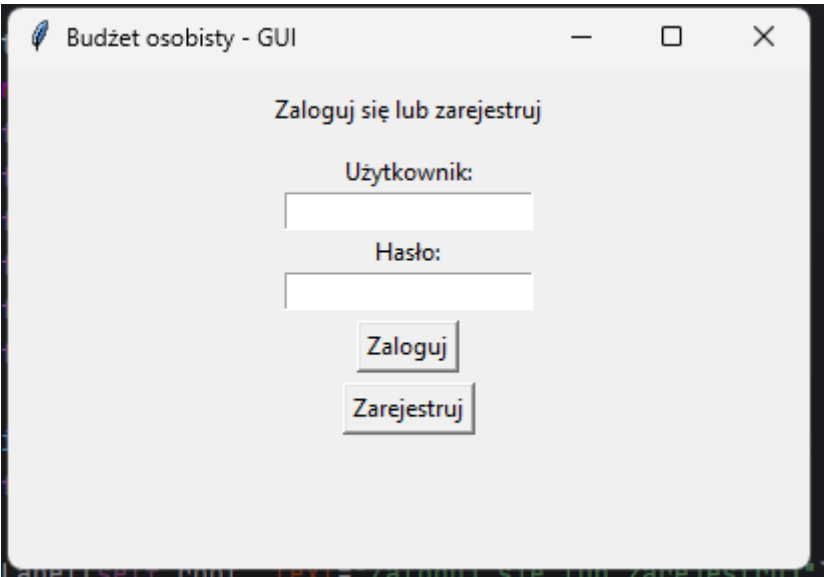 Budżet osobisty - GUI
Zaloguj się lub zarejestruj
Użytkownik:
Hasło:
Zaloguj
Zarejestruj